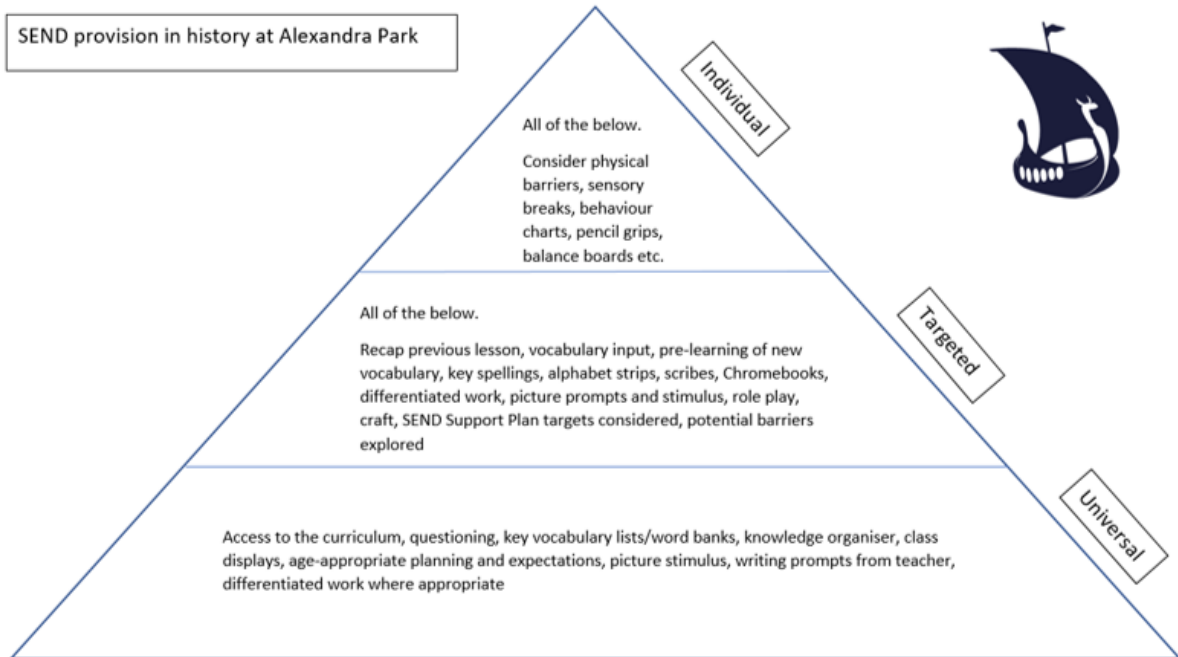 SEND provision in history at Alexandra Park
Individual
All of the below.
Consider physical
barriers, sensory
breaks, behaviour
charts, pencil grips,
balance boards etc.
Targeted
All of the below.
Recap previous lesson, vocabulary input, pre-learning of new
vocabulary, key spellings, alphabet strips, scribes, Chromebooks,
differentiated work, picture prompts and stimulus, role play,
craft, SEND Support Plan targets considered, potential barriers
explored
Universal
Access to the curriculum, questioning, key vocabulary lists/word banks, knowledge organiser, class
displays, age-appropriate planning and expectations, picture stimulus, writing prompts from teacher,
differentiated work where appropriate